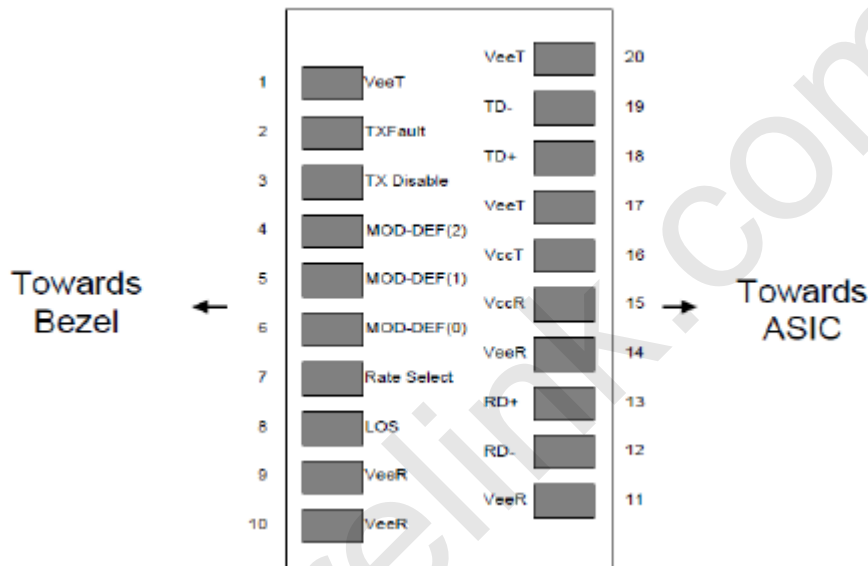 VeeT 20
1 VeeT
TD- 19
2 TXFault
TD+ 18
3 TX Disable
VeeT 17
4 MOD-DEF(2)
VccT 16
5 MOD-DEF(1)
Towards
Bezel
VccR 15
Towards
ASIC
6 MOD-DEF(0)
VeeR 14
7 Rate Select
RD+ 13
8 LOS
RD- 12
9 VeeR
VeeR 11
10 VeeR
relink.com